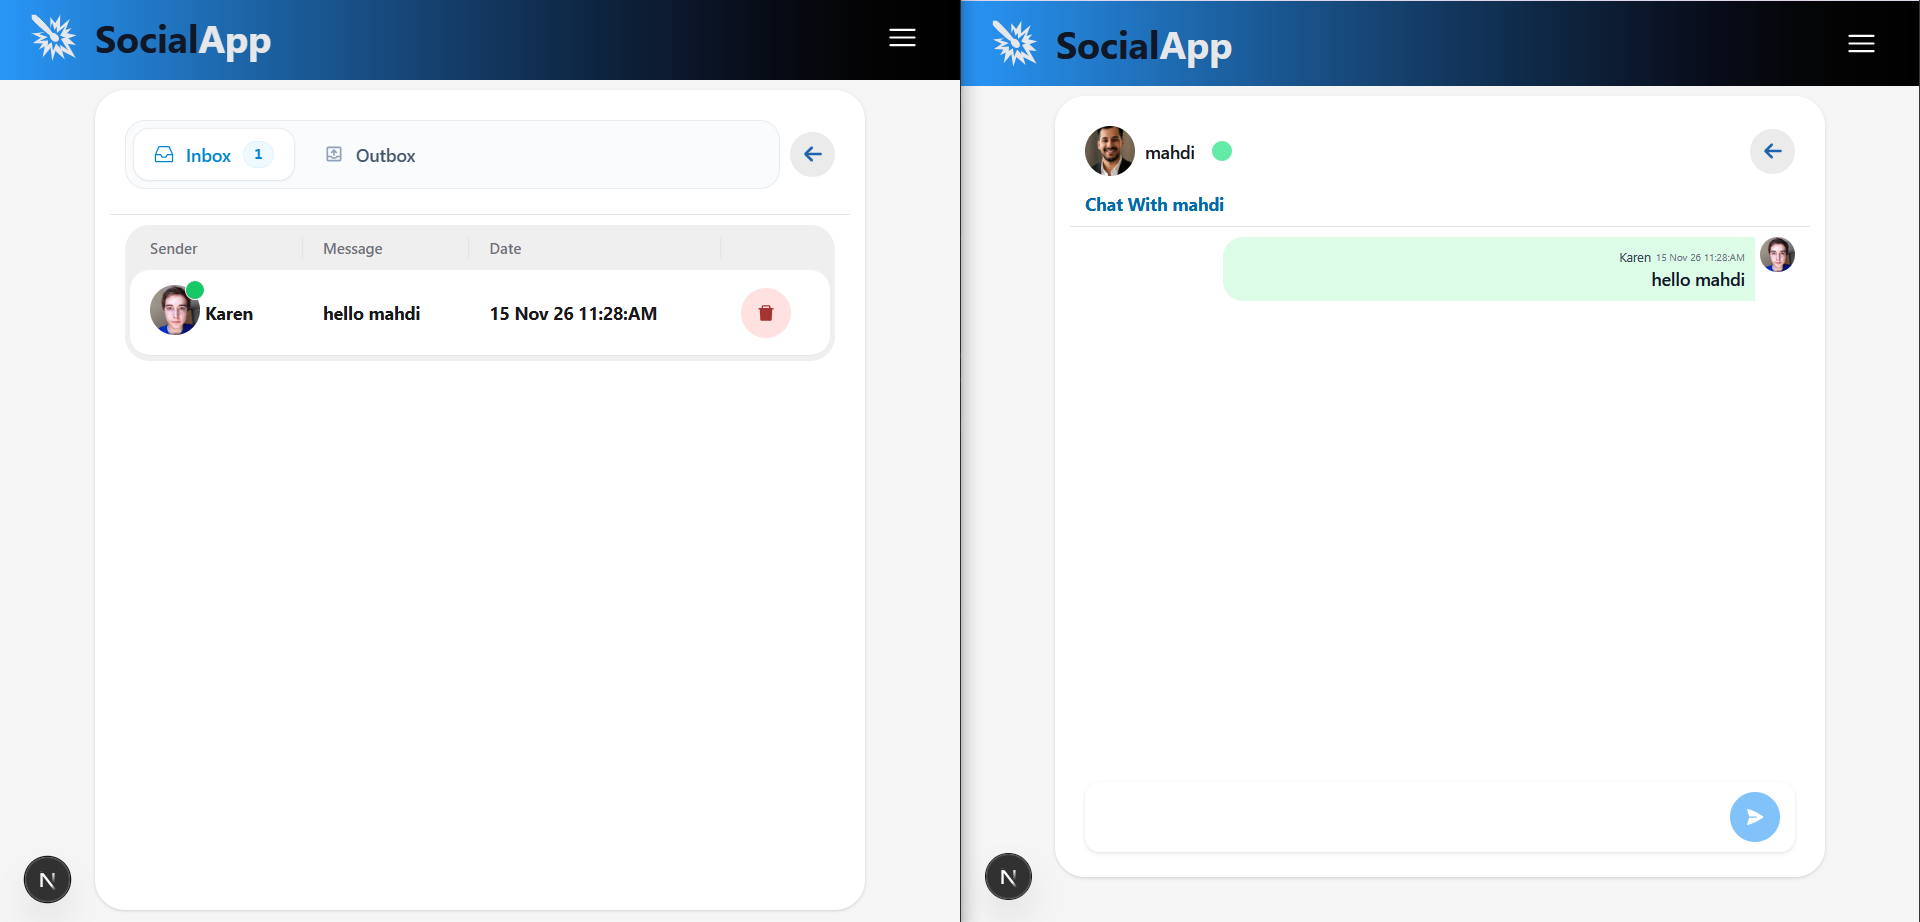 SocialApp
Inbox 1
Outbox
Sender Message Date
Karen hello mahdi 15 Nov 26 11:28:AM
N
SocialApp
mahdi
Chat With mahdi
Karen 15 Nov 26 11:28:AM
hello mahdi
N